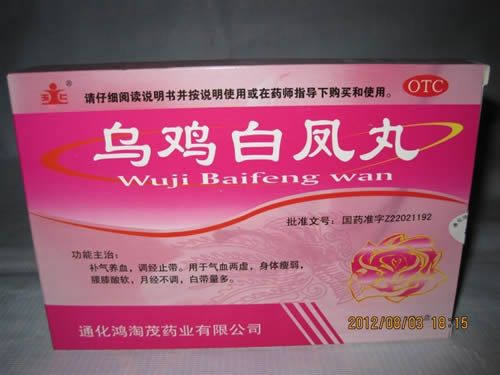 请仔细阅读说明书并按说明使用或在药师指导下购买和使用。
OTC
乌鸡白凤丸
Wuji Baifeng wan
批准文号：国药准字Z22021192
功能主治：
补气养血，调经止带。用于气血两虚，身体瘦弱，
腰膝酸软，月经不调，白带量多。
通化鸿淘茂药业有限公司
2012/09/03 18:15